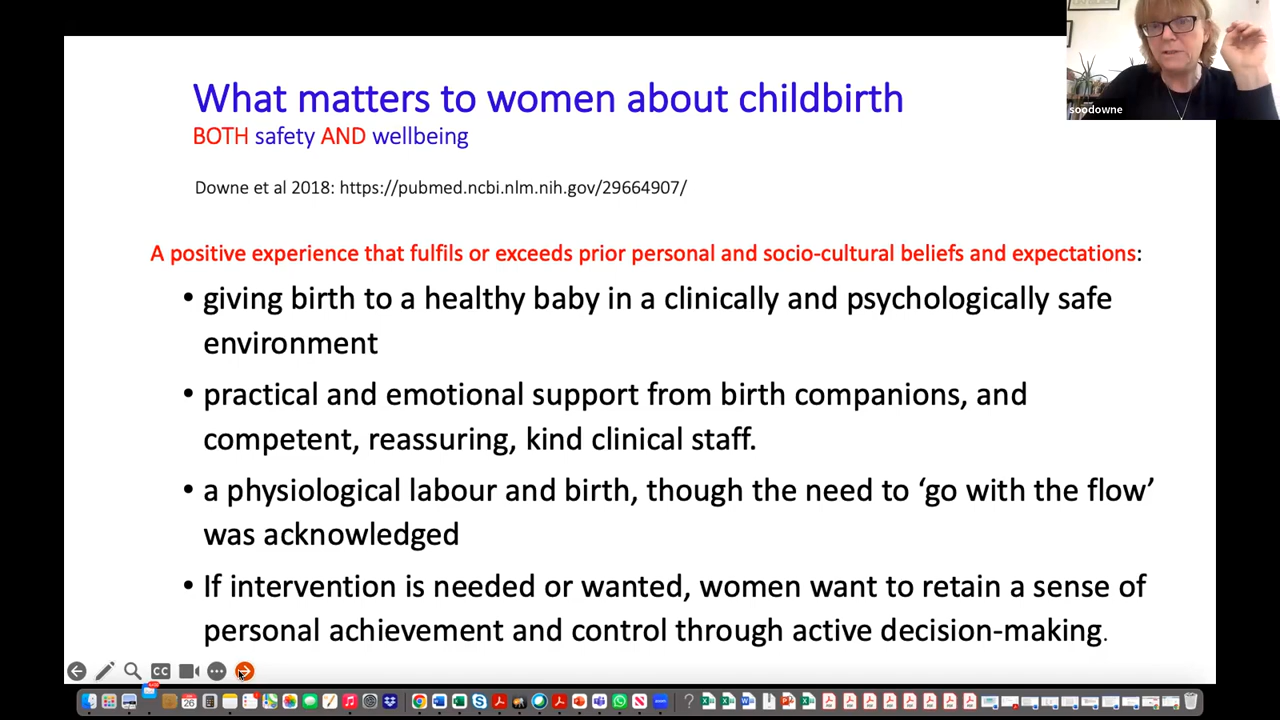 What matters to women about childbirth
BOTH safety AND wellbeing
soodowne
Downe et al 2018: https://pubmed.ncbi.nlm.nih.gov/29664907/
A positive experience that fulfils or exceeds prior personal and socio-cultural beliefs and expectations:
• giving birth to a healthy baby in a clinically and psychologically safe
environment
• practical and emotional support from birth companions, and
competent, reassuring, kind clinical staff.
• a physiological labour and birth, though the need to ‘go with the flow’
was acknowledged
• If intervention is needed or wanted, women want to retain a sense of
personal achievement and control through active decision-making.
CC
26